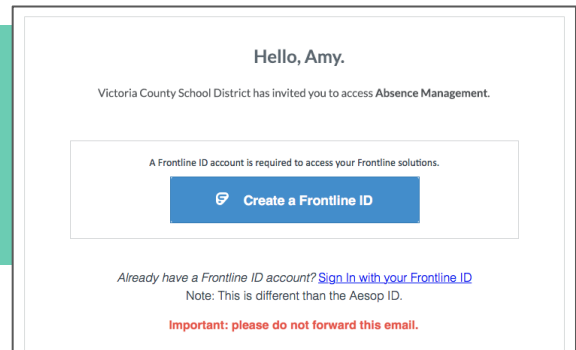 Hello, Amy.
Victoria County School District has invited you to access Absence Management.
A Frontline ID account is required to access your Frontline solutions.
Create a Frontline ID
Already have a Frontline ID account? Sign In with your Frontline ID
Note: This is different than the Aesop ID.
Important: please do not forward this email.